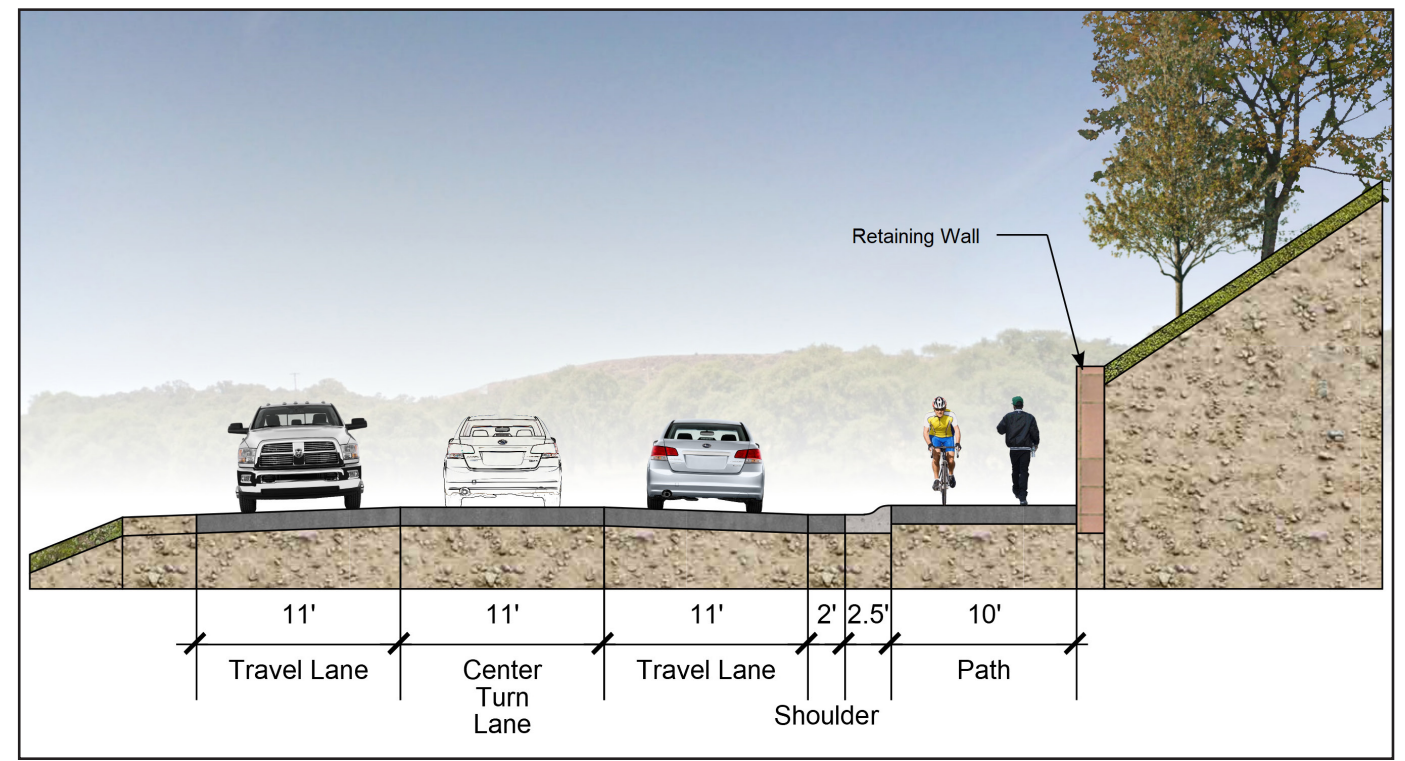 Retaining Wall
11'
11'
11'
2'
2.5'
10'
Travel Lane
Center
Turn
Lane
Travel Lane
Path
Shoulder